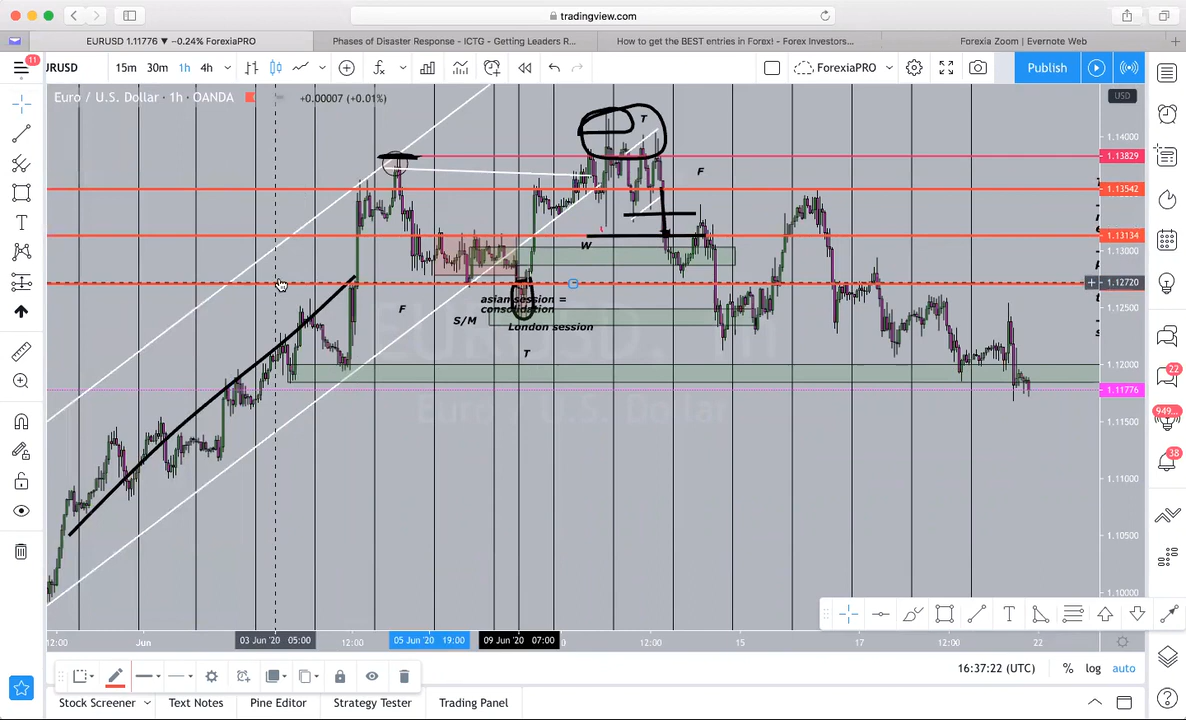 tradingview.com
EURUSD 1.11776 ▼ −0.24% ForexiaPRO
Phases of Disaster Response - ICTG - Getting Leaders R...
How to get the BEST entries in Forex! - Forex Investors...
Forexia Zoom | Evernote Web
11
URUSD 15m 30m 1h 4h ForexiaPRO Publish
Euro / U.S. Dollar · 1h · OANDA +0.00007 (+0.01%) USD
T
1.14000
1.13829
F
1.13542
1.13134
W
1.13000
1.12720
asian session =
consolidation
F
1.12500
S/M
London session
T
1.12000
22
1.11776
949...
1.11500
38
1.11000
1.10500
1.10000
12:00 Jun 03 Jun '20 05:00 12:00 05 Jun '20 19:00 09 Jun '20 07:00 12:00 15 17 12:00 22
16:37:22 (UTC) % log auto
Stock Screener Text Notes Pine Editor Strategy Tester Trading Panel